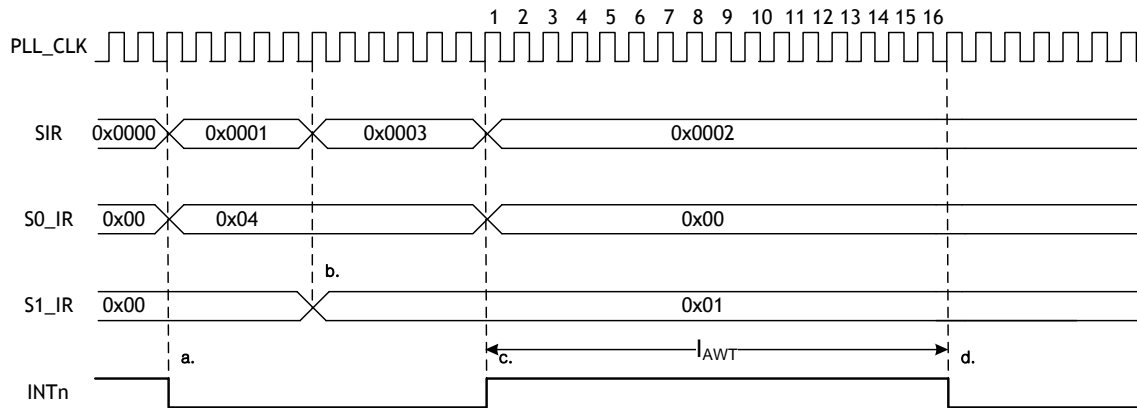 1 2 3 4 5 6 7 8 9 10 11 12 13 14 15 16
PLL_CLK
SIR 0x0000 0x0001 0x0003 0x0002
S0_IR 0x00 0x04 0x00
b.
S1_IR 0x00 0x01
a. c. IAWT d.
INTn